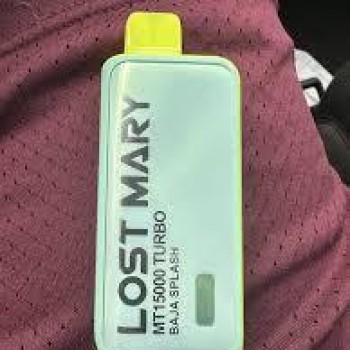 LOST MARY
MT15000 TURBO
BAJA SPLASH